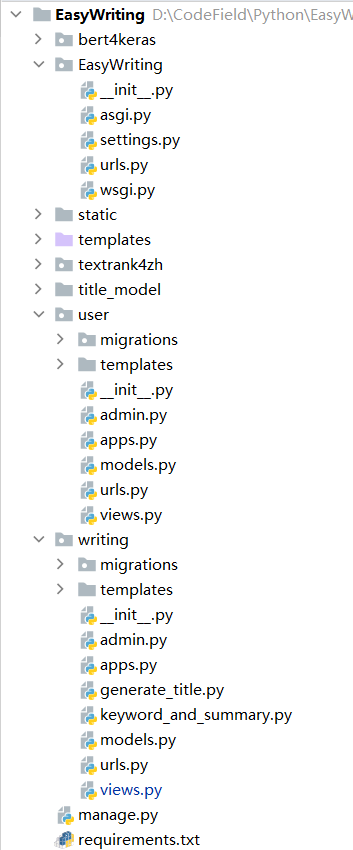 EasyWriting D:\CodeField\Python\EasyW
bert4keras
EasyWriting
__init__.py
asgi.py
settings.py
urls.py
wsgi.py
static
templates
textrank4zh
title_model
user
migrations
templates
__init__.py
admin.py
apps.py
models.py
urls.py
views.py
writing
migrations
templates
__init__.py
admin.py
apps.py
generate_title.py
keyword_and_summary.py
models.py
urls.py
views.py
manage.py
requirements.txt